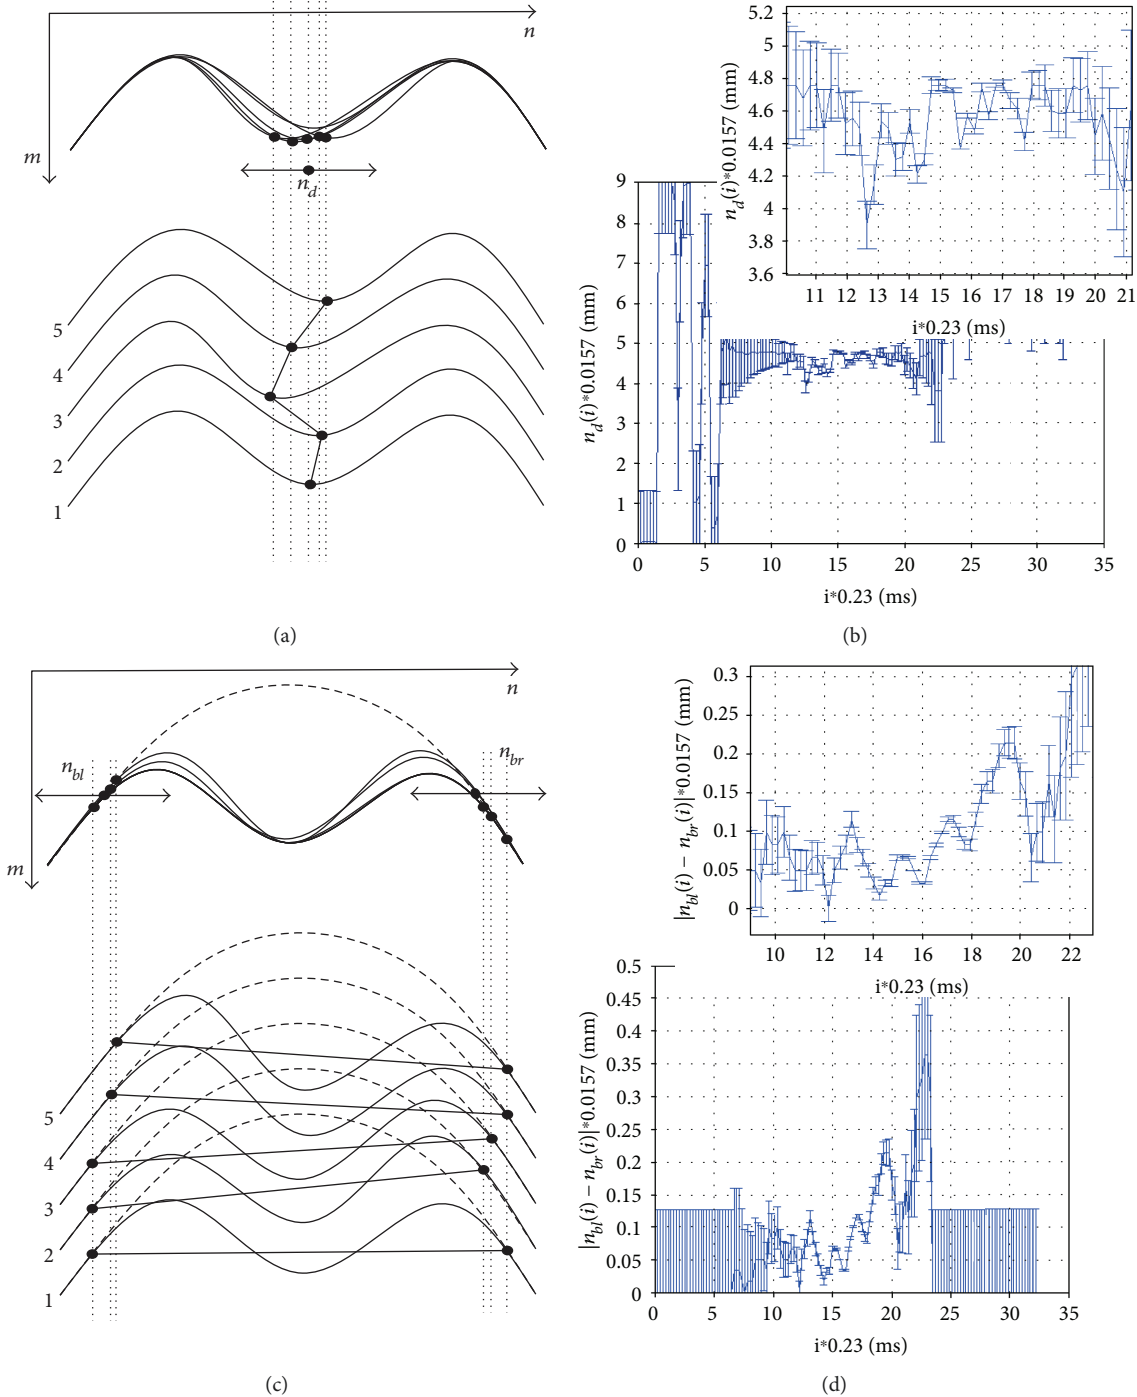 n
m
n_d
5
4
3
2
1
(a)
5.2
5
4.8
4.6
4.4
4.2
4
3.8
3.6
n_d(i)*0.0157 (mm)
11 12 13 14 15 16 17 18 19 20 21
i*0.23 (ms)
9
8
7
6
5
4
3
2
1
0
n_d(i)*0.0157 (mm)
0 5 10 15 20 25 30 35
i*0.23 (ms)
(b)
n
n_bl
n_br
m
5
4
3
2
1
(c)
0.3
0.25
0.2
0.15
0.1
0.05
0
|n_bl(i) − n_br(i)|*0.0157 (mm)
10 12 14 16 18 20 22
i*0.23 (ms)
0.5
0.45
0.4
0.35
0.3
0.25
0.2
0.15
0.1
0.05
0
|n_bl(i) − n_br(i)|*0.0157 (mm)
0 5 10 15 20 25 30 35
i*0.23 (ms)
(d)